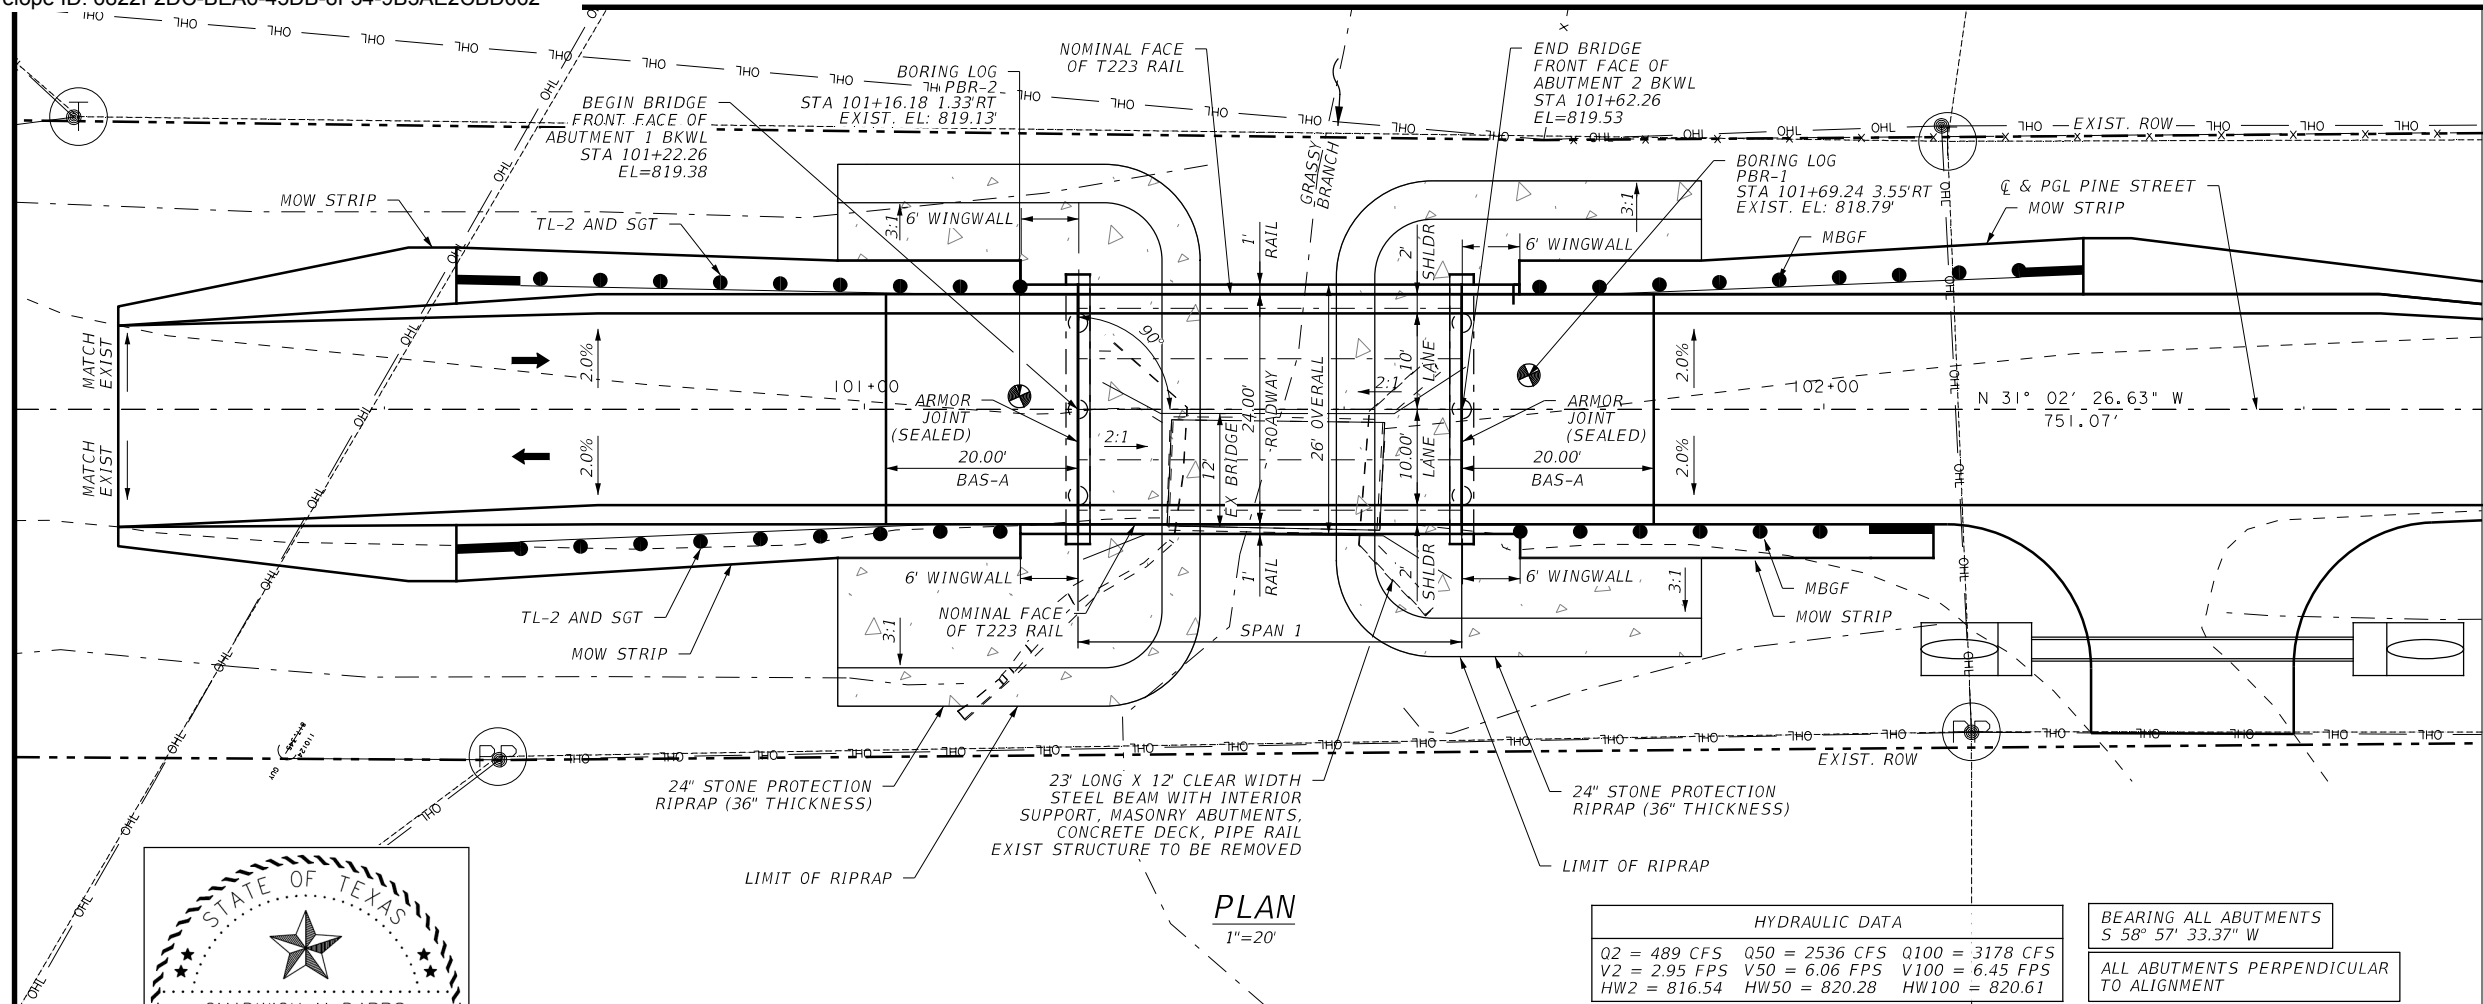 NOMINAL FACE
OF T223 RAIL
END BRIDGE
FRONT FACE OF
ABUTMENT 2 BKWL
STA 101+62.26
EL=819.53
BORING LOG
PBR-2
STA 101+16.18 1.33'RT
EXIST. EL: 819.13'
BEGIN BRIDGE
FRONT FACE OF
ABUTMENT 1 BKWL
STA 101+22.26
EL=819.38
EXIST. ROW
GRASSY
BRANCH
BORING LOG
PBR-1
STA 101+69.24 3.55'RT
EXIST. EL: 818.79'
℄ & PGL PINE STREET
MOW STRIP
MOW STRIP
TL-2 AND SGT
3:1
6' WINGWALL
1'
RAIL
2'
SHLDR
6' WINGWALL
3:1
MBGF
MATCH
EXIST
2.0%
101+00
90°
24.00'
ROADWAY
26' OVERALL
10'
LANE
2:1
2.0%
102+00
N 31° 02' 26.63" W
751.07'
ARMOR
JOINT
(SEALED)
ARMOR
JOINT
(SEALED)
MATCH
EXIST
2.0%
20.00'
BAS-A
2:1
12'
EX BRIDGE
10.00'
LANE
20.00'
BAS-A
2.0%
6' WINGWALL
1'
RAIL
2'
SHLDR
6' WINGWALL
3:1
MBGF
MOW STRIP
TL-2 AND SGT
MOW STRIP
3:1
NOMINAL FACE
OF T223 RAIL
SPAN 1
PP
PP
T
OHL
EXIST. ROW
24" STONE PROTECTION
RIPRAP (36" THICKNESS)
23' LONG X 12' CLEAR WIDTH
STEEL BEAM WITH INTERIOR
SUPPORT, MASONRY ABUTMENTS,
CONCRETE DECK, PIPE RAIL
EXIST STRUCTURE TO BE REMOVED
24" STONE PROTECTION
RIPRAP (36" THICKNESS)
LIMIT OF RIPRAP
LIMIT OF RIPRAP
STATE OF TEXAS
PLAN
1"=20'
HYDRAULIC DATA
Q2 = 489 CFS Q50 = 2536 CFS Q100 = 3178 CFS
V2 = 2.95 FPS V50 = 6.06 FPS V100 = 6.45 FPS
HW2 = 816.54 HW50 = 820.28 HW100 = 820.61
BEARING ALL ABUTMENTS
S 58° 57' 33.37" W
ALL ABUTMENTS PERPENDICULAR
TO ALIGNMENT